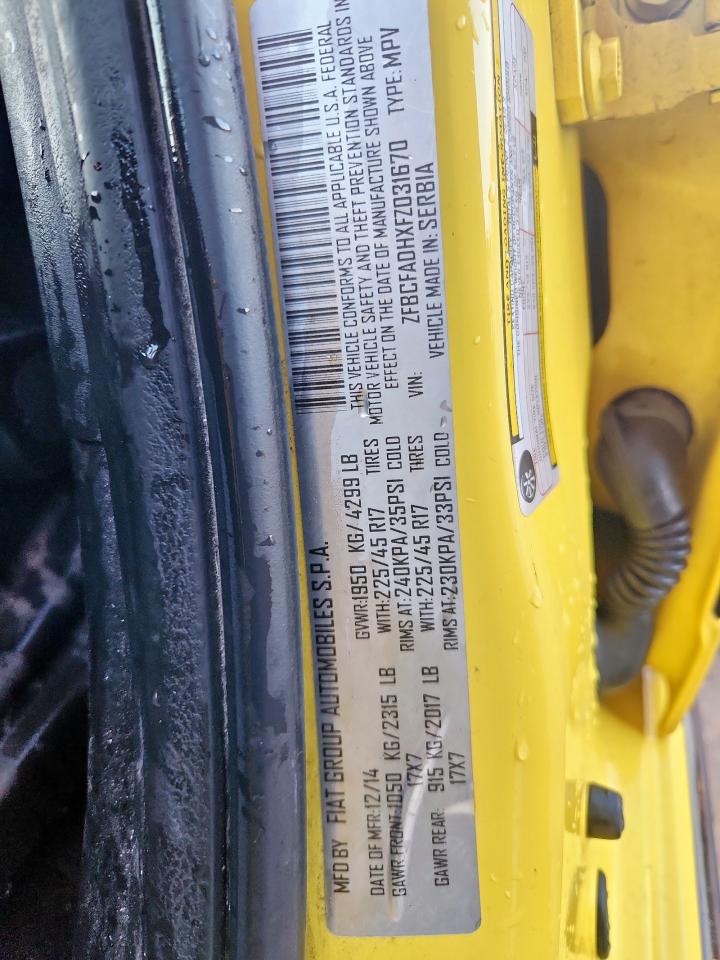 MFD BY FIAT GROUP AUTOMOBILES S.P.A.
DATE OF MFR:12/14 GVWR:1950 KG/ 4299 LB
GAWR FRONT:1050 KG/2315 LB WITH:225/45 R17 TIRES
17X7 RIMS AT:240KPA/35PSI COLD
GAWR REAR: 915 KG/2017 LB WITH:225/45 R17 TIRES
17X7 RIMS AT:230KPA/33PSI COLD
THIS VEHICLE CONFORMS TO ALL APPLICABLE U.S.A. FEDERAL
MOTOR VEHICLE SAFETY AND THEFT PREVENTION STANDARDS IN
EFFECT ON THE DATE OF MANUFACTURE SHOWN ABOVE
VIN: ZFBCFADHXFZ031670 TYPE: MPV
VEHICLE MADE IN: SERBIA
TIRE AND LOADING INFORMATION